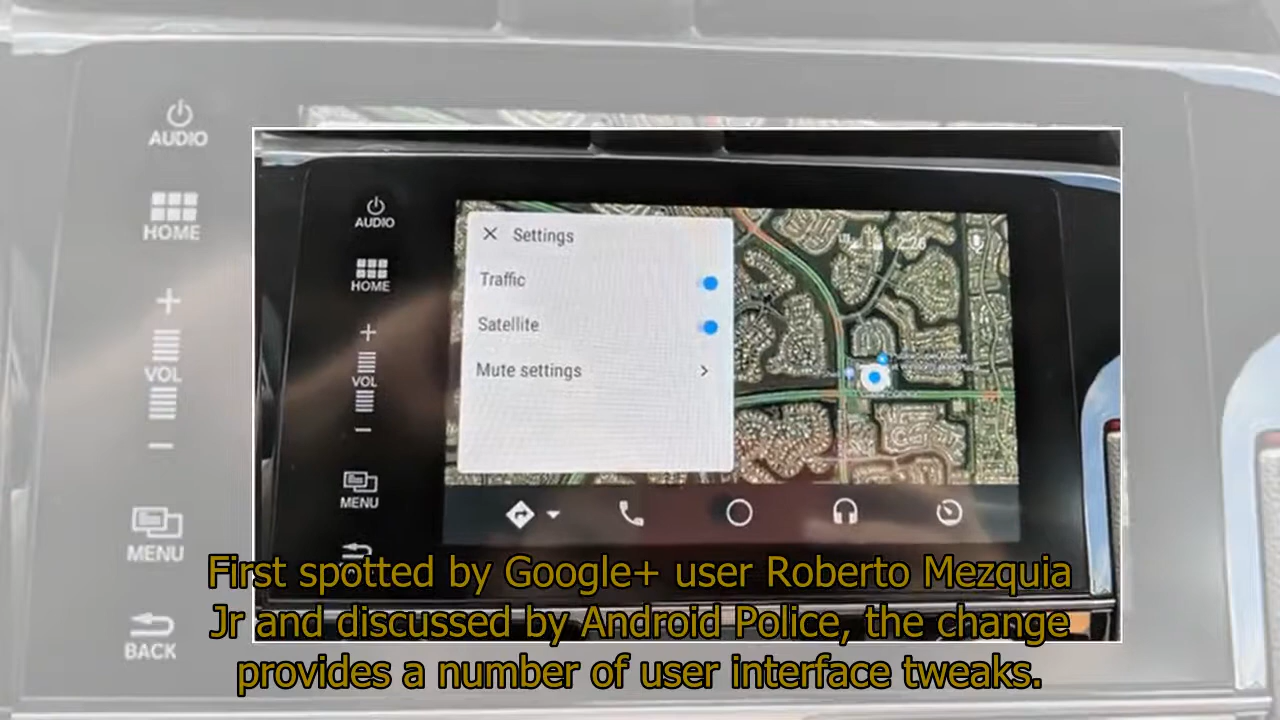 AUDIO
HOME
VOL
MENU
BACK
AUDIO
HOME
VOL
MENU
Settings
Traffic
Satellite
Mute settings
First spotted by Google+ user Roberto Mezquia
Jr and discussed by Android Police, the change
provides a number of user interface tweaks.